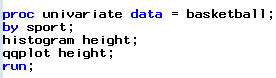 proc univariate data = basketball;
by sport;
histogram height;
qqplot height;
run;